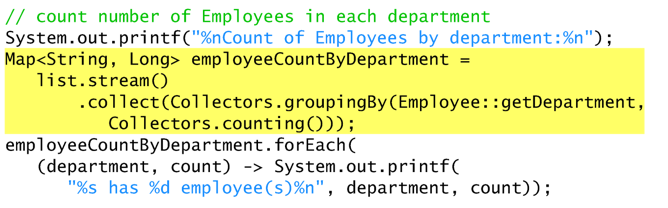 // count number of Employees in each department
System.out.printf("%nCount of Employees by department:%n");
Map<String, Long> employeeCountByDepartment =
list.stream()
.collect(Collectors.groupingBy(Employee::getDepartment,
Collectors.counting()));
employeeCountByDepartment.forEach(
(department, count) -> System.out.printf(
"%s has %d employee(s)%n", department, count));